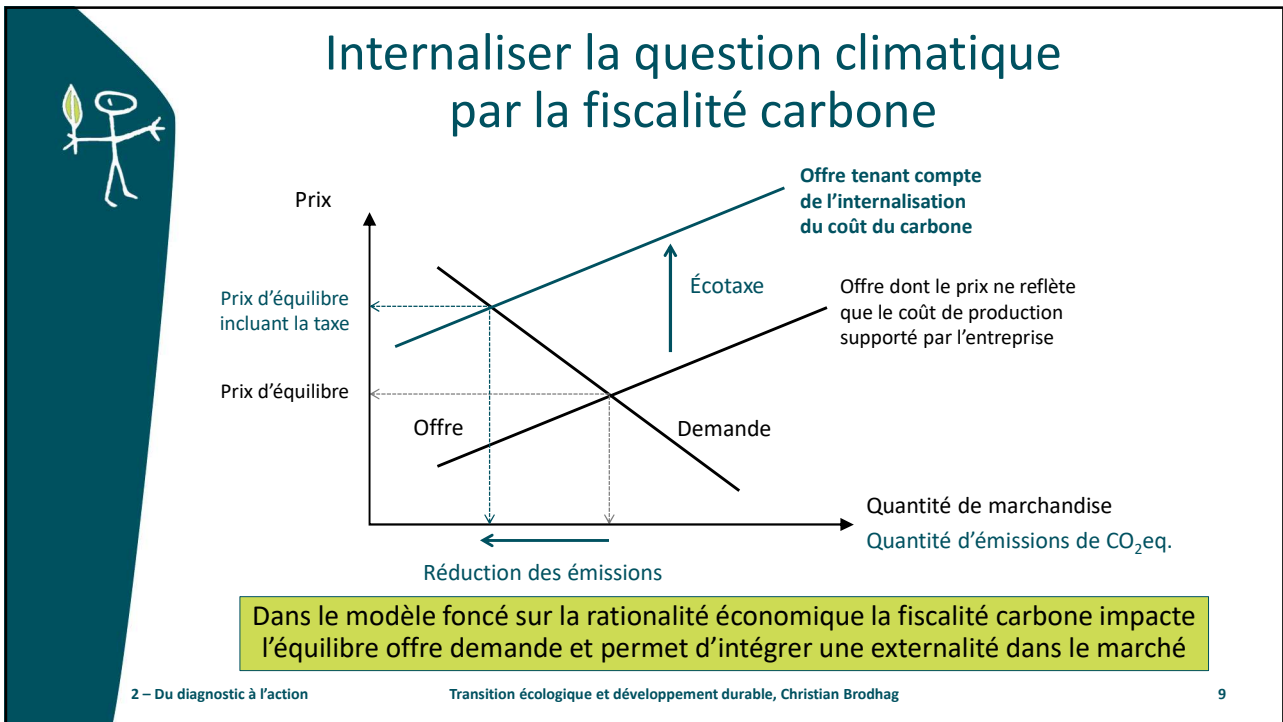 Internaliser la question climatique
par la fiscalité carbone
Prix
Offre tenant compte
de l’internalisation
du coût du carbone
Écotaxe
Offre dont le prix ne reflète
que le coût de production
supporté par l’entreprise
Prix d’équilibre
incluant la taxe
Prix d’équilibre
Offre
Demande
Quantité de marchandise
Quantité d’émissions de CO₂eq.
Réduction des émissions
Dans le modèle foncé sur la rationalité économique la fiscalité carbone impacte
l’équilibre offre demande et permet d’intégrer une externalité dans le marché
2 – Du diagnostic à l’action
Transition écologique et développement durable, Christian Brodhag
9